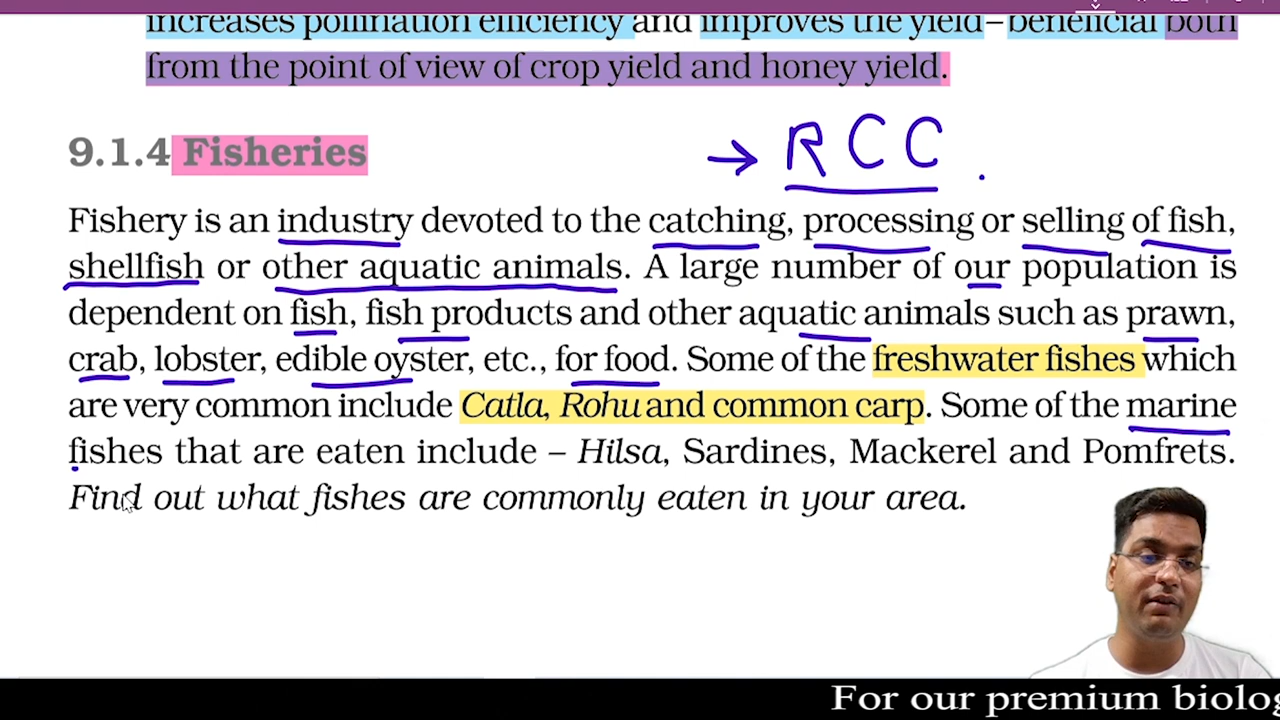 increases pollination efficiency and improves the yield–beneficial both
from the point of view of crop yield and honey yield.
9.1.4 Fisheries
→ RCC .
Fishery is an industry devoted to the catching, processing or selling of fish,
shellfish or other aquatic animals. A large number of our population is
dependent on fish, fish products and other aquatic animals such as prawn,
crab, lobster, edible oyster, etc., for food. Some of the freshwater fishes which
are very common include Catla, Rohu and common carp. Some of the marine
fishes that are eaten include – Hilsa, Sardines, Mackerel and Pomfrets.
Find out what fishes are commonly eaten in your area.
For our premium biolog